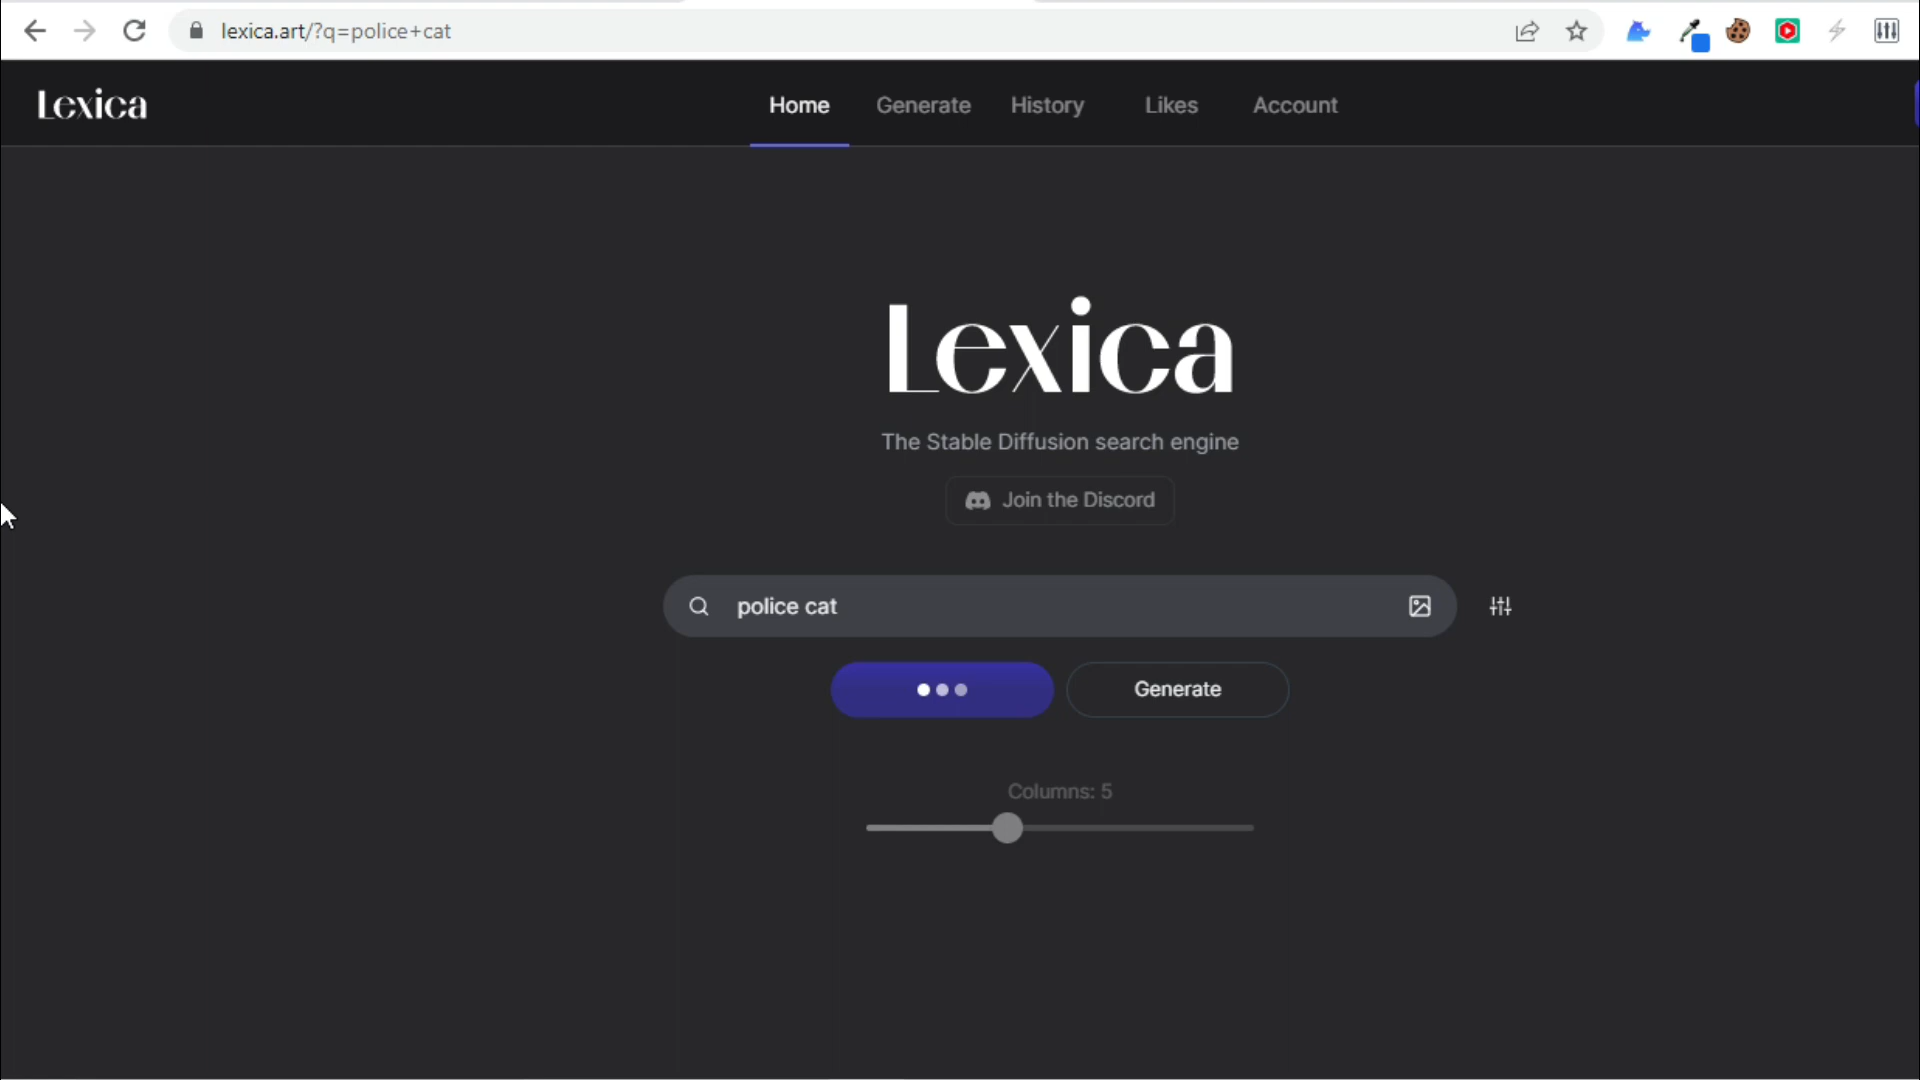 lexica.art/?q=police+cat
Lexica
Home Generate History Likes Account
Lexica
The Stable Diffusion search engine
Join the Discord
police cat
Generate
Columns: 5